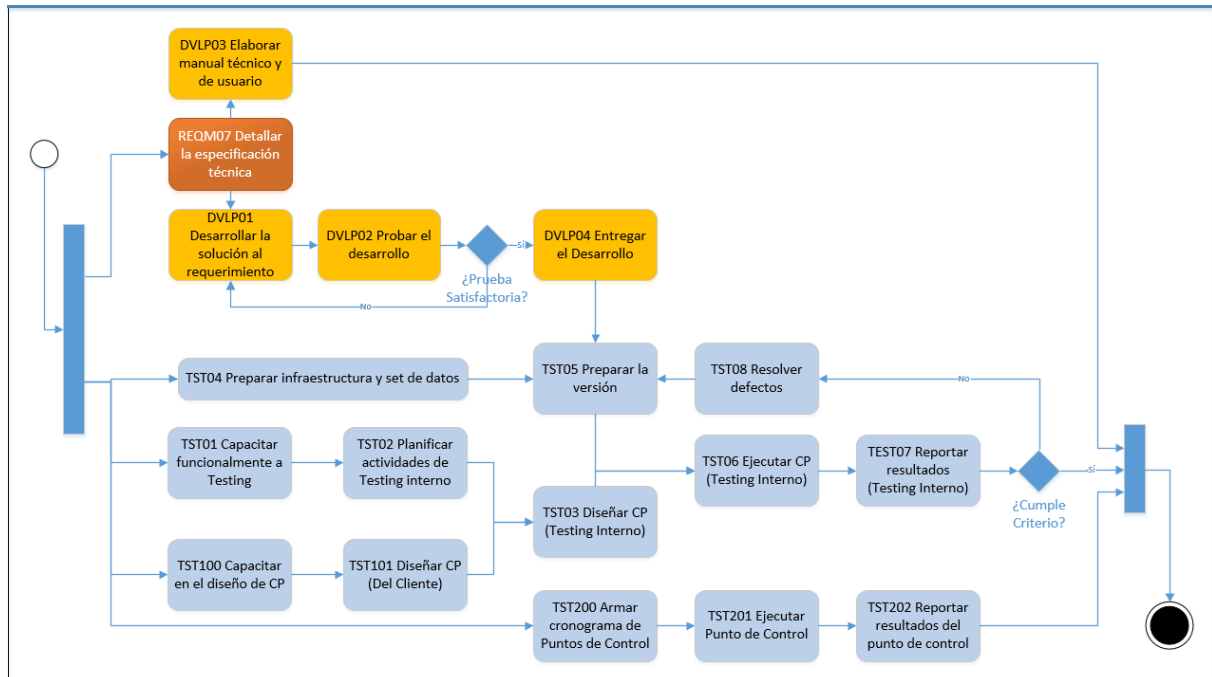 DVLP03 Elaborar
manual técnico y
de usuario
REQM07 Detallar
la especificación
técnica
DVLP01
Desarrollar la
solución al
requerimiento
DVLP02 Probar el
desarrollo
¿Prueba
Satisfactoria?
Sí
No
DVLP04 Entregar
el Desarrollo
TST04 Preparar infraestructura y set de datos
TST05 Preparar la
versión
TST08 Resolver
defectos
No
TST01 Capacitar
funcionalmente a
Testing
TST02 Planificar
actividades de
Testing interno
TST03 Diseñar CP
(Testing Interno)
TST06 Ejecutar CP
(Testing Interno)
TEST07 Reportar
resultados
(Testing Interno)
¿Cumple
Criterio?
Sí
TST100 Capacitar
en el diseño de CP
TST101 Diseñar CP
(Del Cliente)
TST200 Armar
cronograma de
Puntos de Control
TST201 Ejecutar
Punto de Control
TST202 Reportar
resultados del
punto de control